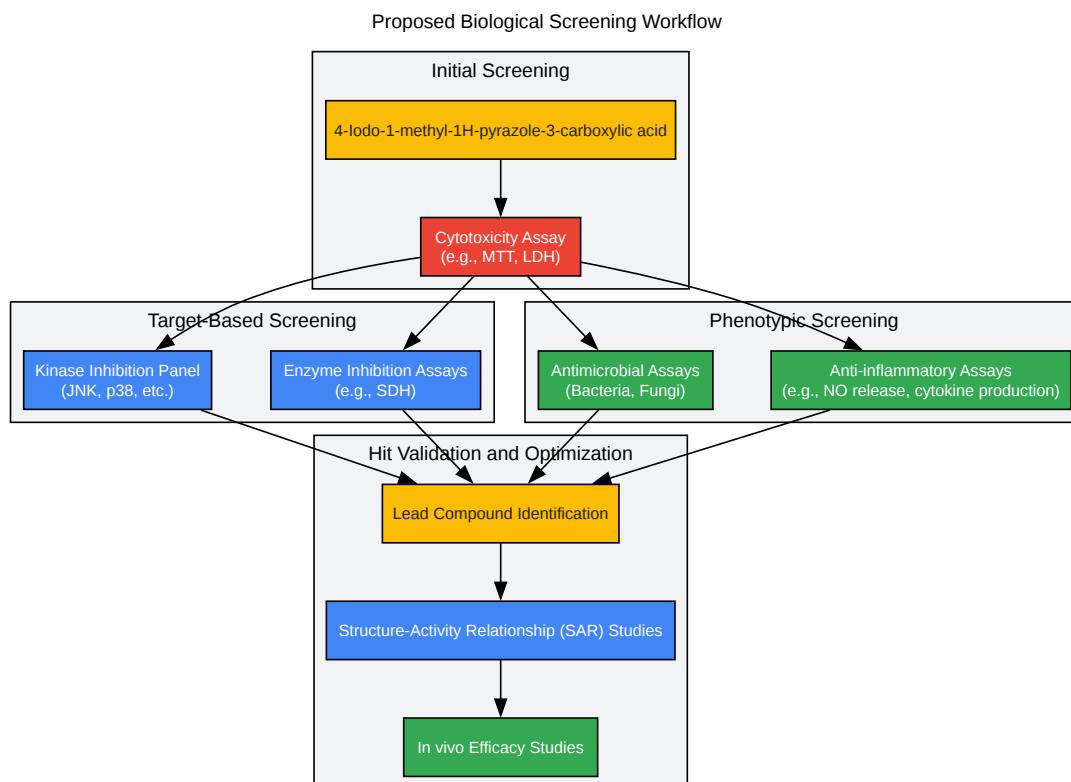 Proposed Biological Screening Workflow
Initial Screening
4-Iodo-1-methyl-1H-pyrazole-3-carboxylic acid
Cytotoxicity Assay
(e.g., MTT, LDH)
Target-Based Screening
Kinase Inhibition Panel
(JNK, p38, etc.)
Enzyme Inhibition Assays
(e.g., SDH)
Phenotypic Screening
Antimicrobial Assays
(Bacteria, Fungi)
Anti-inflammatory Assays
(e.g., NO release, cytokine production)
Hit Validation and Optimization
Lead Compound Identification
Structure-Activity Relationship (SAR) Studies
In vivo Efficacy Studies